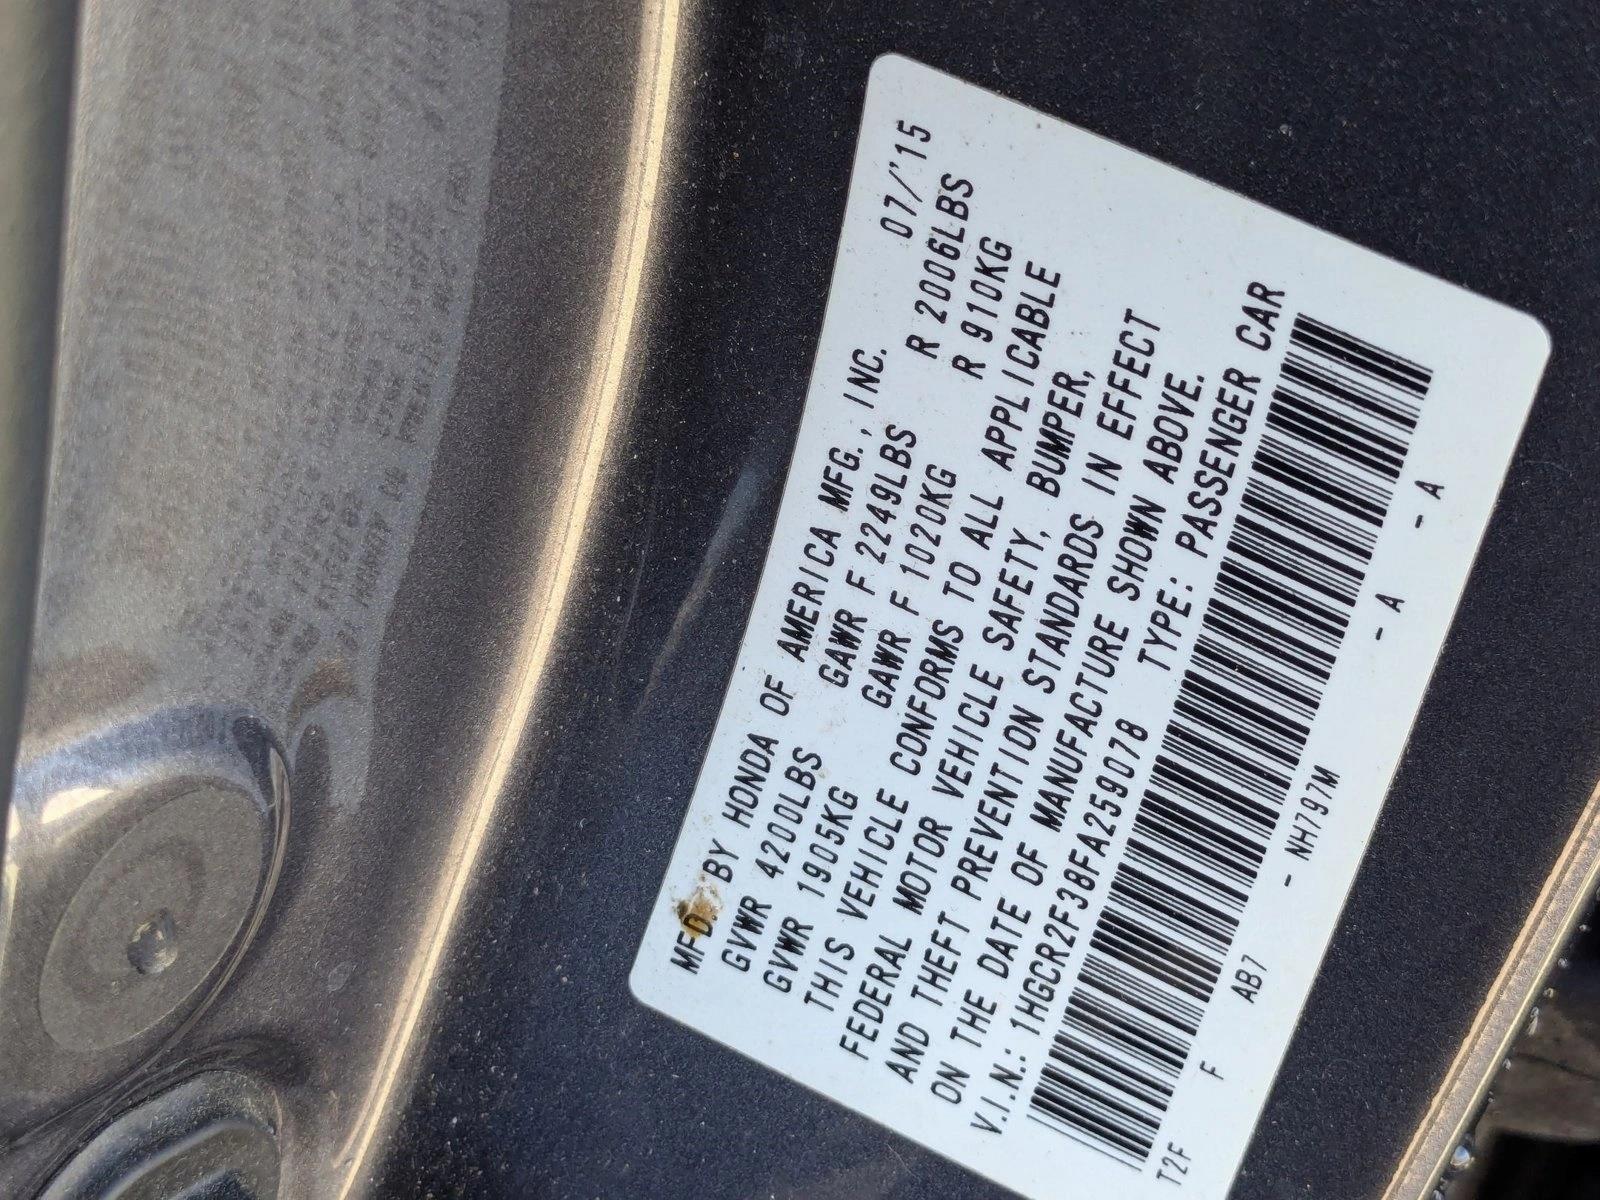 MFD. BY HONDA OF AMERICA MFG., INC. 07/'15
GVWR 4200LBS GAWR F 2249LBS R 2006LBS
GVWR 1905KG GAWR F 1020KG R 910KG
THIS VEHICLE CONFORMS TO ALL APPLICABLE
FEDERAL MOTOR VEHICLE SAFETY, BUMPER,
AND THEFT PREVENTION STANDARDS IN EFFECT
ON THE DATE OF MANUFACTURE SHOWN ABOVE.
V.I.N.: 1HGCR2F38FA259078 TYPE: PASSENGER CAR
T2F F AB7 - NH797M - A - A